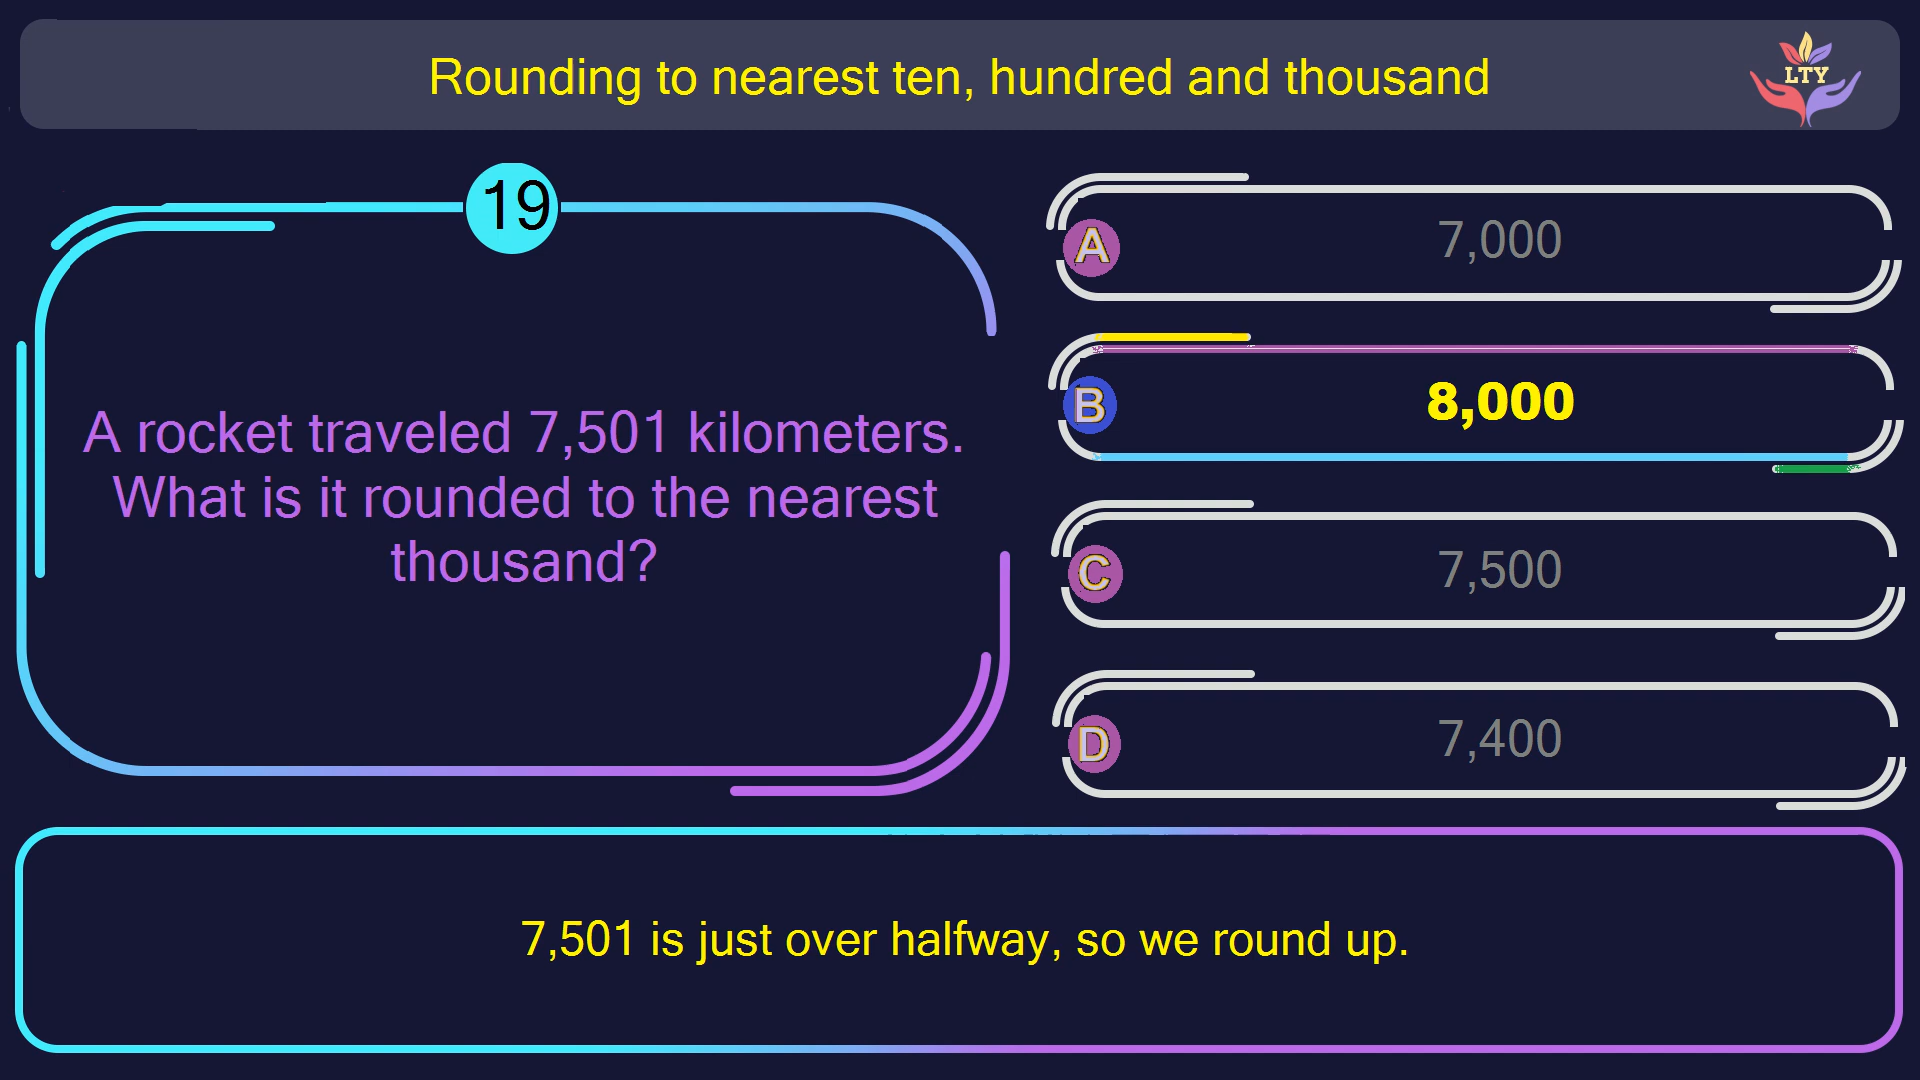 Rounding to nearest ten, hundred and thousand
LTY
19
A rocket traveled 7,501 kilometers.
What is it rounded to the nearest
thousand?
A
7,000
B
8,000
C
7,500
D
7,400
7,501 is just over halfway, so we round up.